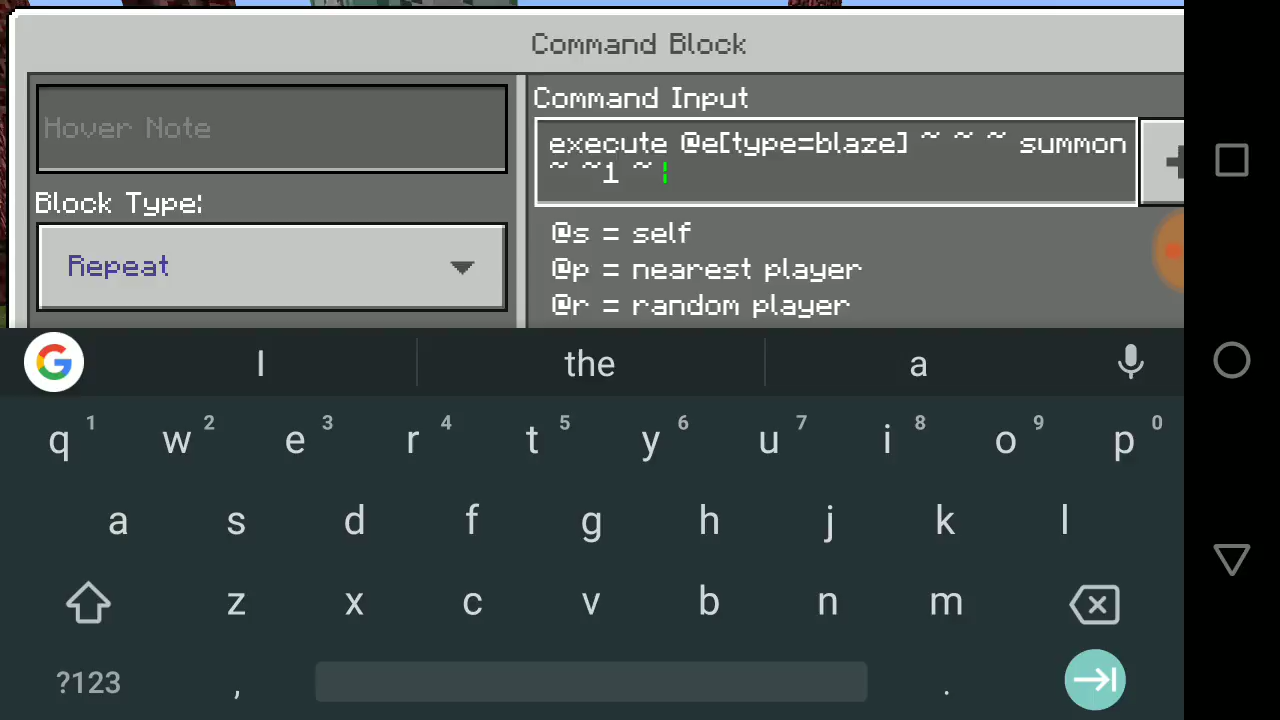 Command Block
Hover Note
Block Type:
Repeat
Command Input
execute @e[type=blaze] ~ ~ ~ summon
~ ~1 ~
@s = self
@p = nearest player
@r = random player
G I the a
q 1 w 2 e 3 r 4 t 5 y 6 u 7 i 8 o 9 p 0
a s d f g h j k l
z x c v b n m
?123 , .